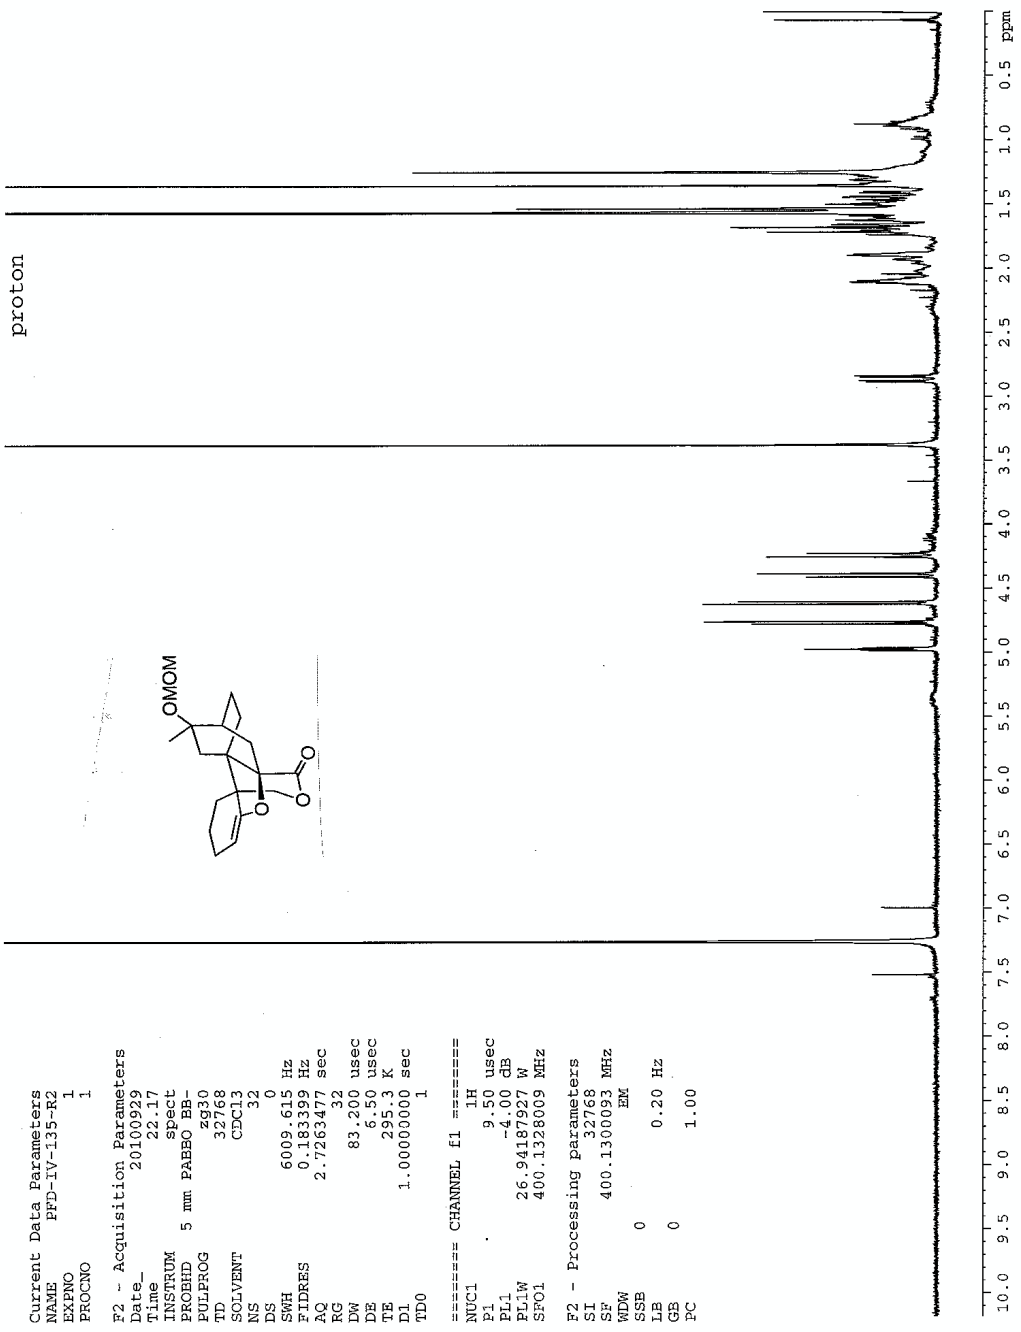 proton
Current Data Parameters
NAME PFD-IV-135-R2
EXPNO 1
PROCNO 1
F2 - Acquisition Parameters
Date_ 20100929
Time 22.17
INSTRUM spect
PROBHD 5 mm PABBO BB-
PULPROG zg30
TD 32768
SOLVENT CDCl3
NS 32
DS 0
SWH 6009.615 Hz
FIDRES 0.183399 Hz
AQ 2.7263477 sec
RG 32
DW 83.200 usec
DE 6.50 usec
TE 295.3 K
D1 1.00000000 sec
TD0 1
======== CHANNEL f1 ========
NUC1 1H
P1 9.50 usec
PL1 -4.00 dB
PL1W 26.94187927 W
SFO1 400.1328009 MHz
F2 - Processing parameters
SI 32768
SF 400.1300093 MHz
WDW EM
SSB 0
LB 0.20 Hz
GB 0
PC 1.00
OMOM
O
O
O
10.0 9.5 9.0 8.5 8.0 7.5 7.0 6.5 6.0 5.5 5.0 4.5 4.0 3.5 3.0 2.5 2.0 1.5 1.0 0.5 ppm